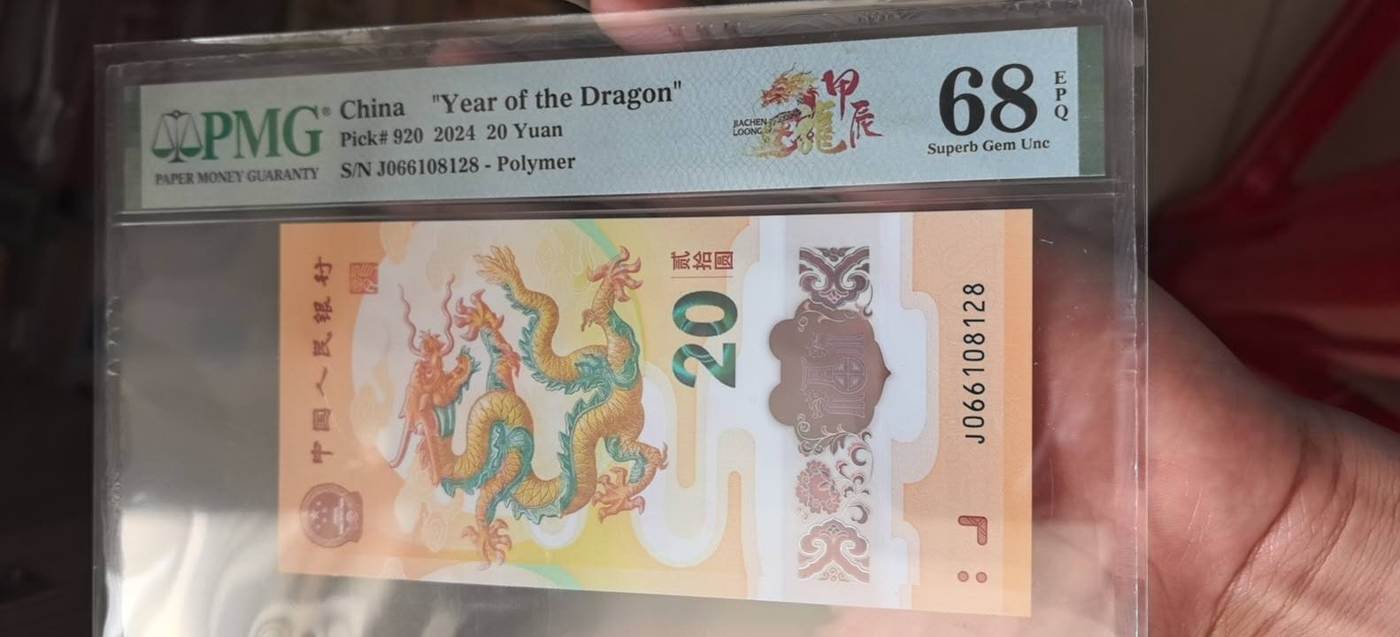 PMG®
PAPER MONEY GUARANTY
China "Year of the Dragon"
Pick# 920 2024 20 Yuan
S/N J066108128 - Polymer
JIACHEN
LOONG
甲辰
龍
68
EPQ
Superb Gem Unc
中国人民银行
贰拾圆
20
J066108128